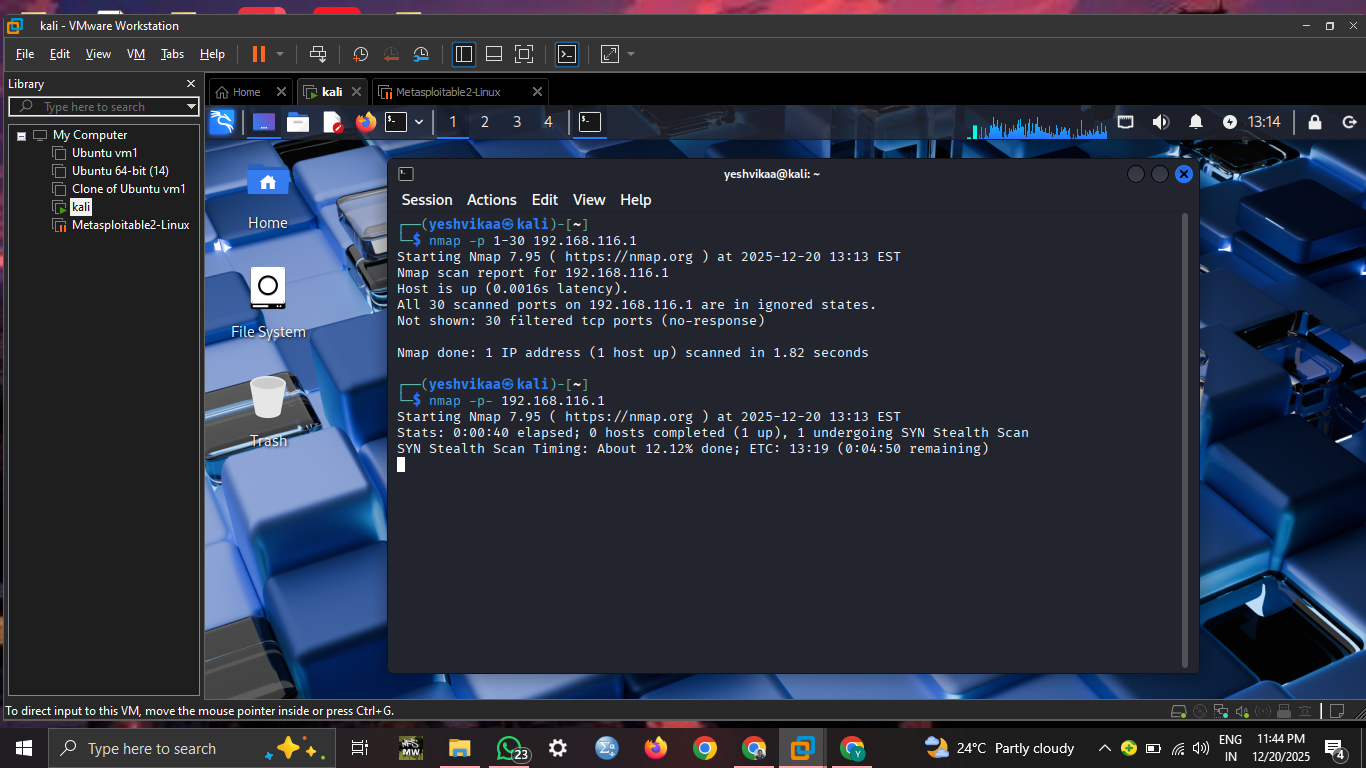 kali - VMware Workstation
File Edit View VM Tabs Help
Library
Type here to search
My Computer
Ubuntu vm1
Ubuntu 64-bit (14)
Clone of Ubuntu vm1
kali
Metasploitable2-Linux
Home kali Metasploitable2-Linux
1 2 3 4 13:14
Home
File System
Trash
yeshvikaa@kali: ~
Session Actions Edit View Help
┌──(yeshvikaa㉿kali)-[~]
└─$ nmap -p 1-30 192.168.116.1
Starting Nmap 7.95 ( https://nmap.org ) at 2025-12-20 13:13 EST
Nmap scan report for 192.168.116.1
Host is up (0.0016s latency).
All 30 scanned ports on 192.168.116.1 are in ignored states.
Not shown: 30 filtered tcp ports (no-response)
Nmap done: 1 IP address (1 host up) scanned in 1.82 seconds
┌──(yeshvikaa㉿kali)-[~]
└─$ nmap -p- 192.168.116.1
Starting Nmap 7.95 ( https://nmap.org ) at 2025-12-20 13:13 EST
Stats: 0:00:40 elapsed; 0 hosts completed (1 up), 1 undergoing SYN Stealth Scan
SYN Stealth Scan Timing: About 12.12% done; ETC: 13:19 (0:04:50 remaining)
To direct input to this VM, move the mouse pointer inside or press Ctrl+G.
Type here to search
MW
23
Y
24°C Partly cloudy
ENG
IN
11:44 PM
12/20/2025
4